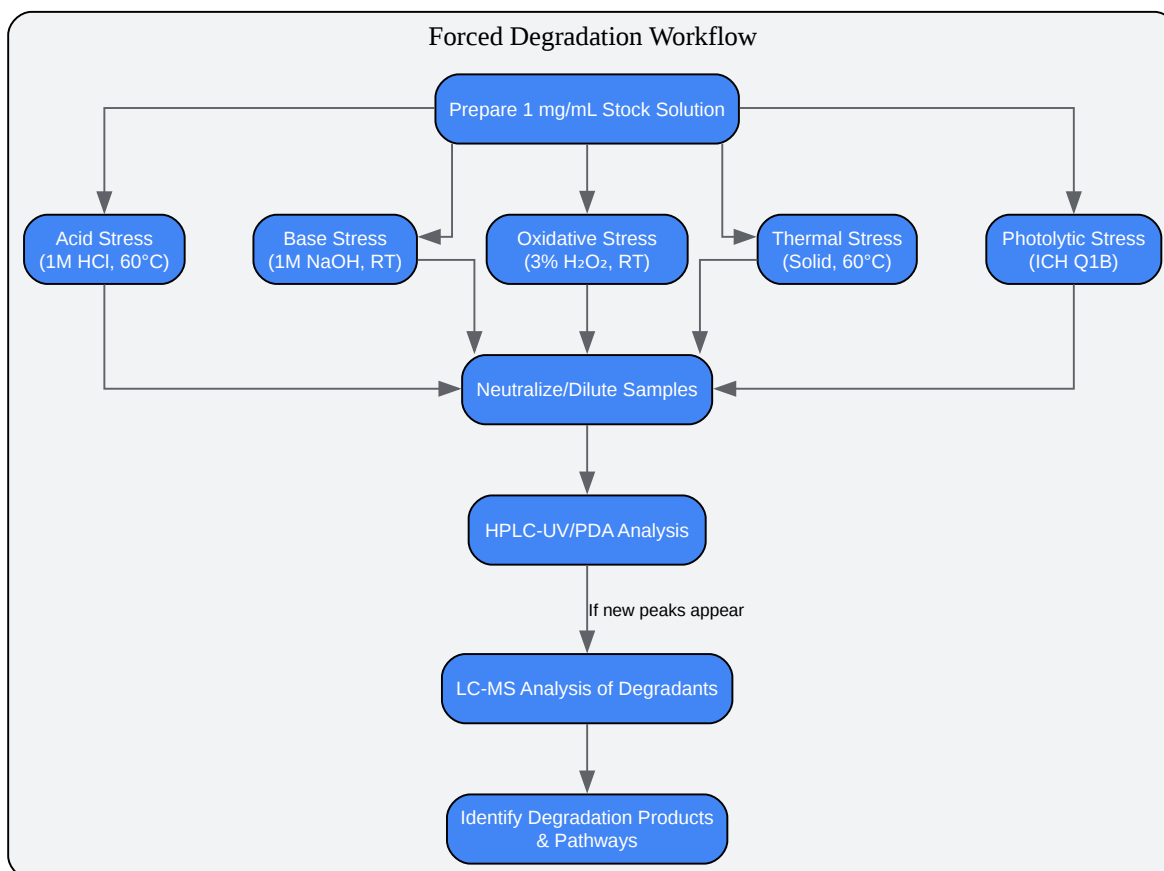 Forced Degradation Workflow
Prepare 1 mg/mL Stock Solution
Acid Stress
(1M HCl, 60°C)
Base Stress
(1M NaOH, RT)
Oxidative Stress
(3% H₂O₂, RT)
Thermal Stress
(Solid, 60°C)
Photolytic Stress
(ICH Q1B)
Neutralize/Dilute Samples
HPLC-UV/PDA Analysis
If new peaks appear
LC-MS Analysis of Degradants
Identify Degradation Products
& Pathways